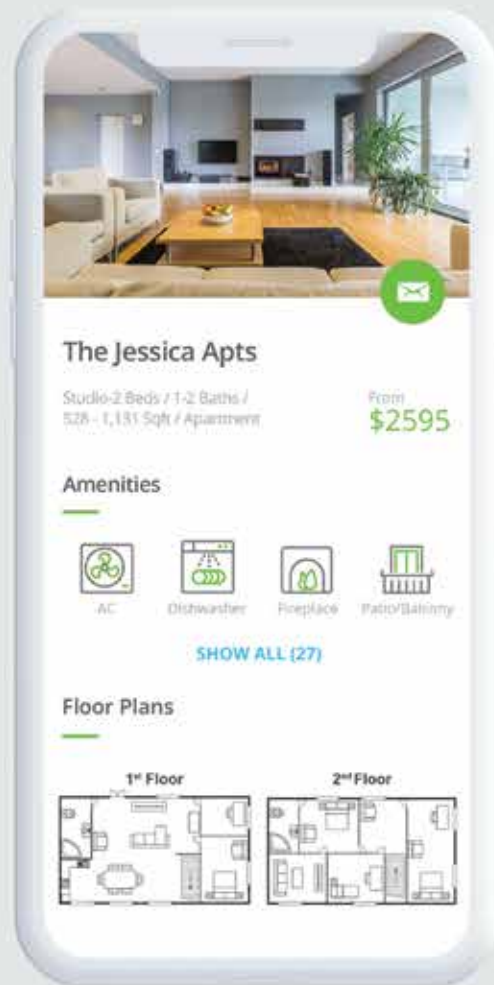 The Jessica Apts
Studio-2 Beds / 1-2 Baths /
528 - 1,131 Sqft / Apartment
From
$2595
Amenities
AC
Dishwasher
Fireplace
Patio/Balcony
SHOW ALL (27)
Floor Plans
1st Floor
2nd Floor